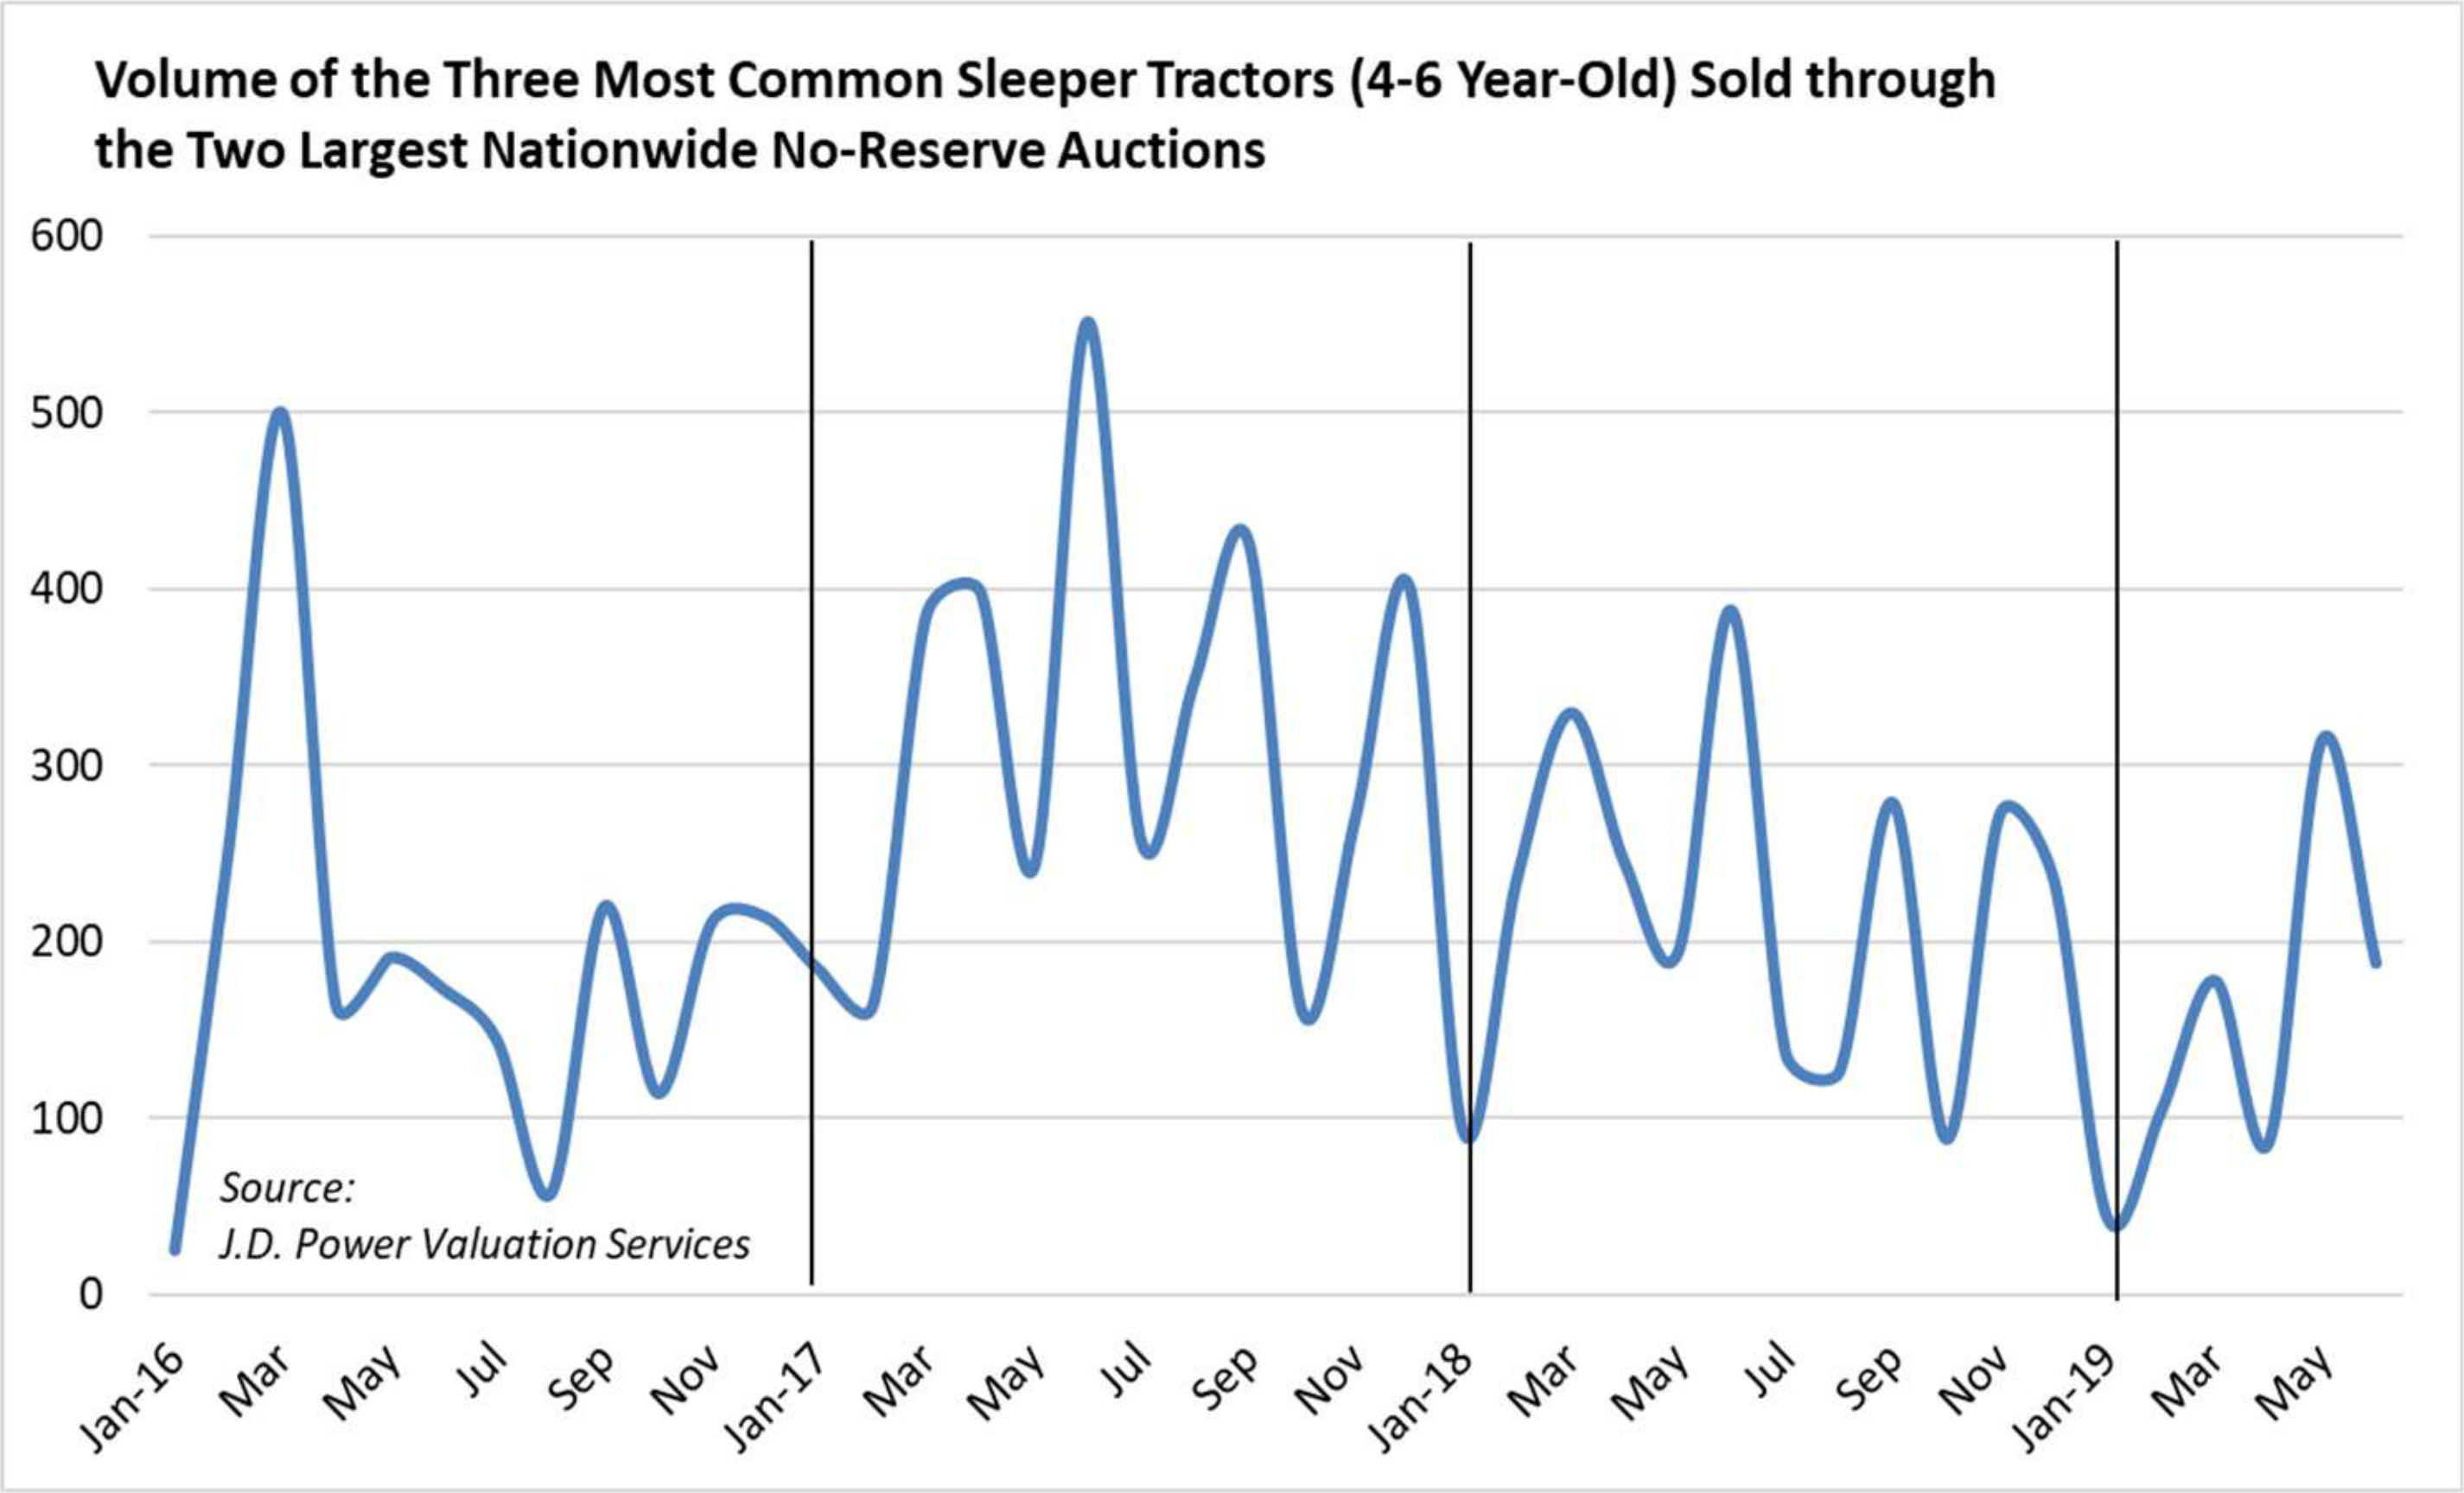 Volume of the Three Most Common Sleeper Tractors (4-6 Year-Old) Sold through
the Two Largest Nationwide No-Reserve Auctions
600
500
400
300
200
100
0
Source:
J.D. Power Valuation Services
Jan-16
Mar
May
Jul
Sep
Nov
Jan-17
Mar
May
Jul
Sep
Nov
Jan-18
Mar
May
Jul
Sep
Nov
Jan-19
Mar
May